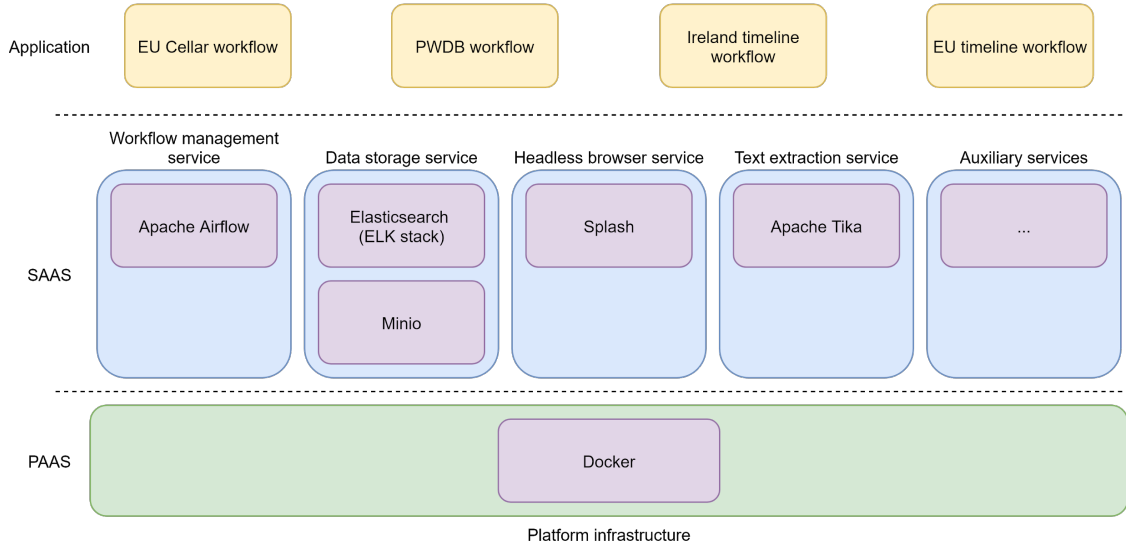 Application
EU Cellar workflow
PWDB workflow
Ireland timeline
workflow
EU timeline workflow
Workflow management
service
Data storage service
Headless browser service
Text extraction service
Auxiliary services
SAAS
Apache Airflow
Elasticsearch
(ELK stack)
Minio
Splash
Apache Tika
...
PAAS
Docker
Platform infrastructure